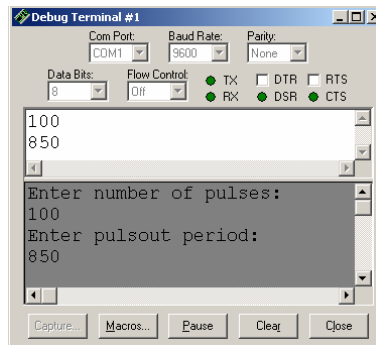 Debug Terminal #1
Com Port: Baud Rate: Parity:
COM1 9600 None
Data Bits: Flow Control: TX DTR RTS
8 Off RX DSR CTS
100
850
Enter number of pulses:
100
Enter pulsout period:
850
Capture... Macros... Pause Clear Close